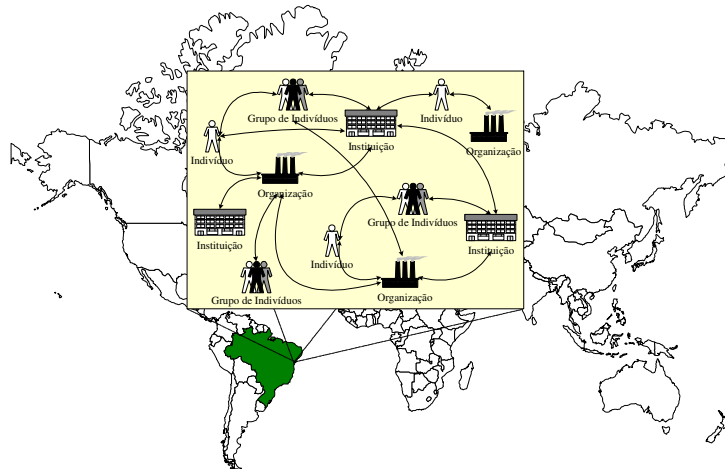 Grupo de Indivíduos
Indivíduo
Instituição
Organização
Indivíduo
Organização
Instituição
Grupo de Indivíduos
Indivíduo
Instituição
Grupo de Indivíduos
Organização